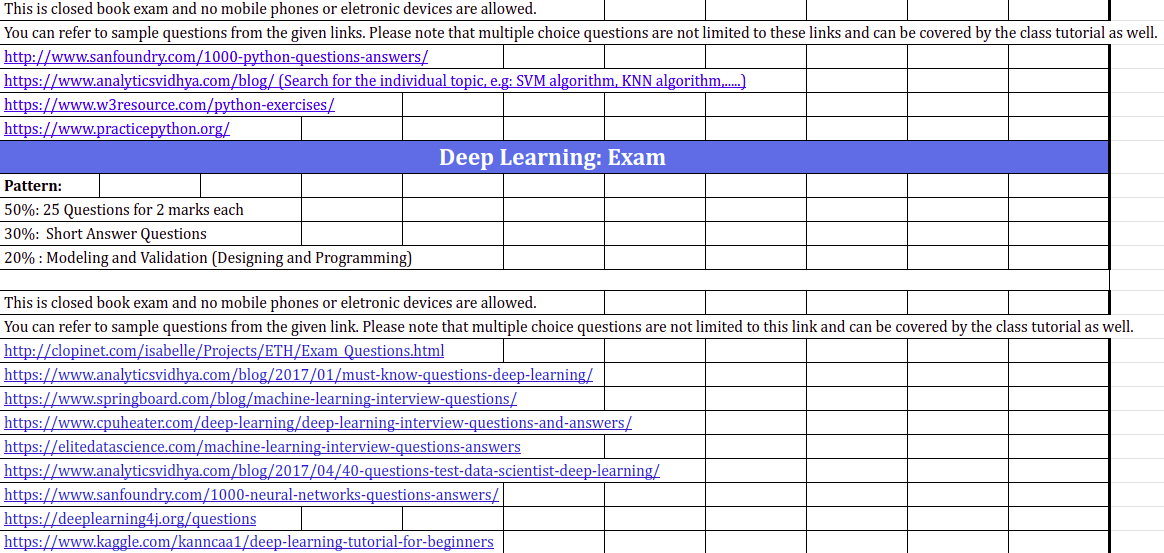 This is closed book exam and no mobile phones or eletronic devices are allowed.
You can refer to sample questions from the given links. Please note that multiple choice questions are not limited to these links and can be covered by the class tutorial as well.
http://www.sanfoundry.com/1000-python-questions-answers/
https://www.analyticsvidhya.com/blog/ (Search for the individual topic, e.g: SVM algorithm, KNN algorithm,.....)
https://www.w3resource.com/python-exercises/
https://www.practicepython.org/
Deep Learning: Exam
Pattern:
50%: 25 Questions for 2 marks each
30%: Short Answer Questions
20% : Modeling and Validation (Designing and Programming)
This is closed book exam and no mobile phones or eletronic devices are allowed.
You can refer to sample questions from the given link. Please note that multiple choice questions are not limited to this link and can be covered by the class tutorial as well.
http://clopinet.com/isabelle/Projects/ETH/Exam_Questions.html
https://www.analyticsvidhya.com/blog/2017/01/must-know-questions-deep-learning/
https://www.springboard.com/blog/machine-learning-interview-questions/
https://www.cpuheater.com/deep-learning/deep-learning-interview-questions-and-answers/
https://elitedatascience.com/machine-learning-interview-questions-answers
https://www.analyticsvidhya.com/blog/2017/04/40-questions-test-data-scientist-deep-learning/
https://www.sanfoundry.com/1000-neural-networks-questions-answers/
https://deeplearning4j.org/questions
https://www.kaggle.com/kanncaa1/deep-learning-tutorial-for-beginners